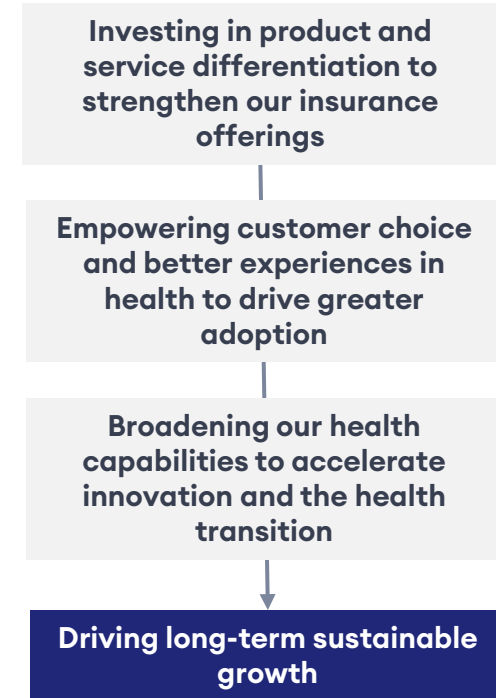 Investing in product and
service differentiation to
strengthen our insurance
offerings
Empowering customer choice
and better experiences in
health to drive greater
adoption
Broadening our health
capabilities to accelerate
innovation and the health
transition
Driving long-term sustainable
growth